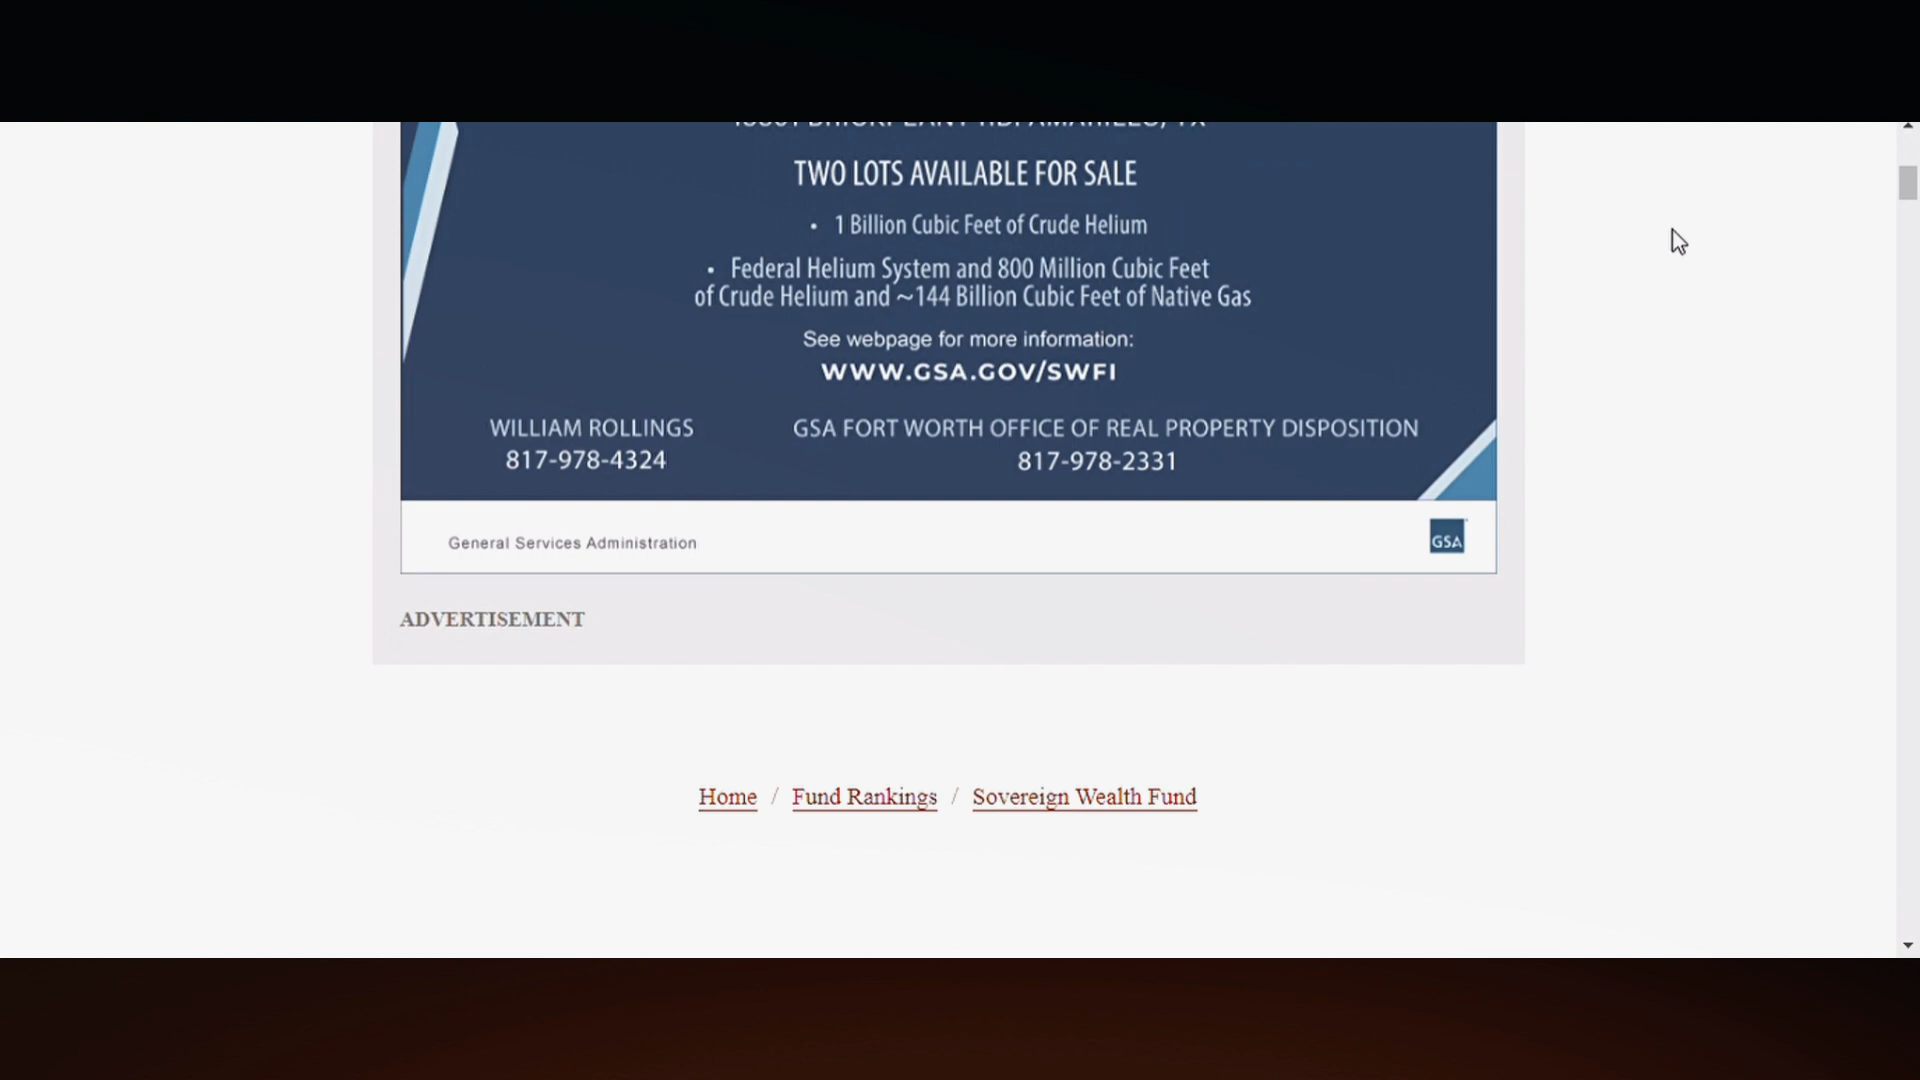 AMARILLO, TX
TWO LOTS AVAILABLE FOR SALE
• 1 Billion Cubic Feet of Crude Helium
• Federal Helium System and 800 Million Cubic Feet
of Crude Helium and ~144 Billion Cubic Feet of Native Gas
See webpage for more information:
WWW.GSA.GOV/SWFI
WILLIAM ROLLINGS
817-978-4324
GSA FORT WORTH OFFICE OF REAL PROPERTY DISPOSITION
817-978-2331
General Services Administration
GSA
ADVERTISEMENT
Home / Fund Rankings / Sovereign Wealth Fund